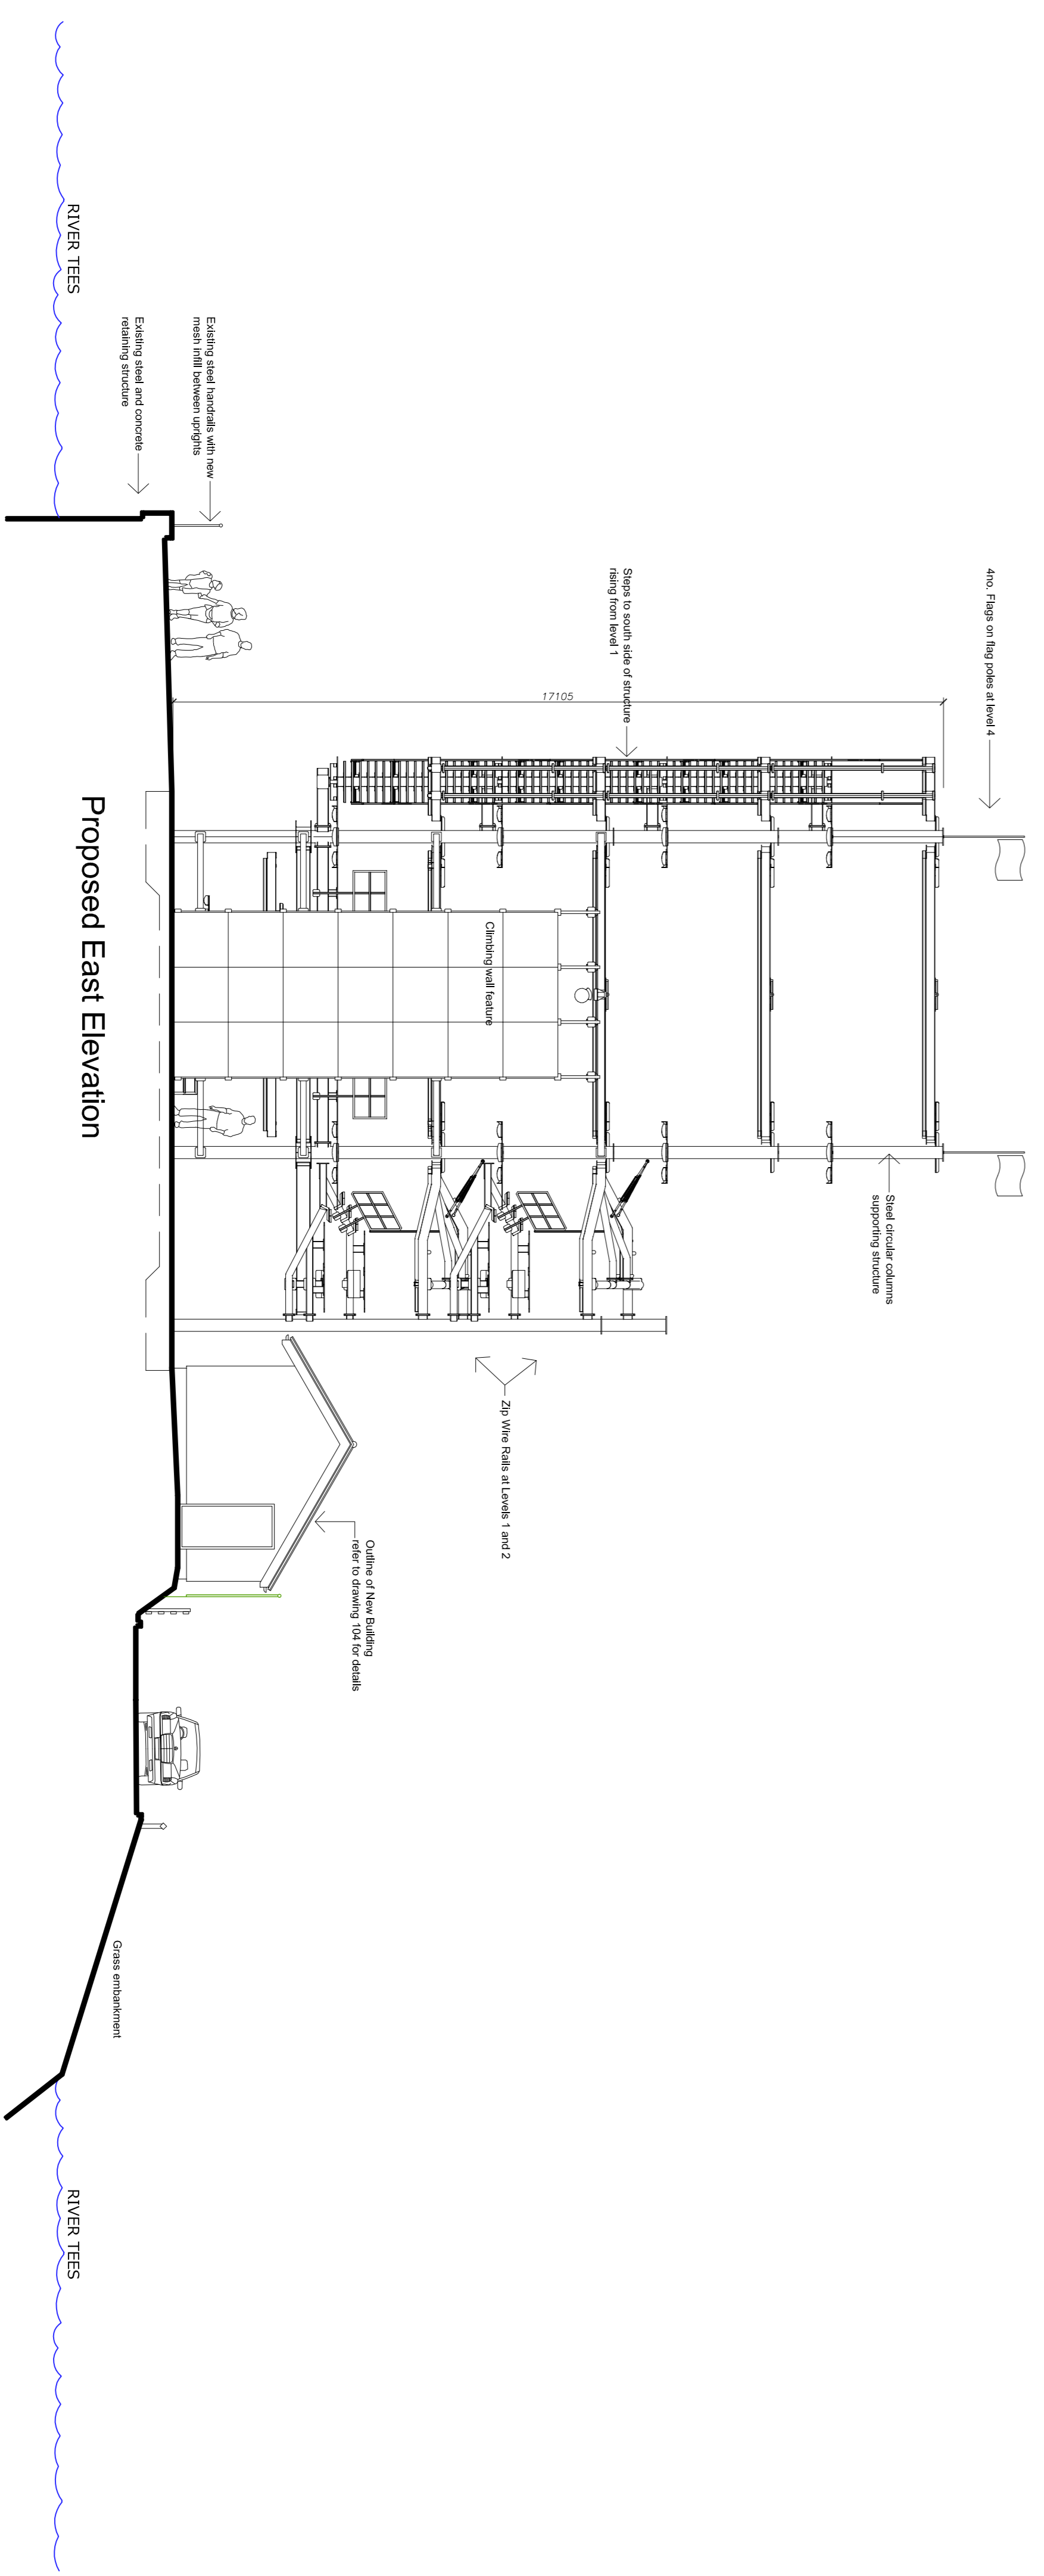 4no. Flags on flag poles at level 4
Steel circular columns
supporting structure
Steps to south side of structure
rising from level 1
17105
Zip Wire Rails at Levels 1 and 2
Climbing wall feature
Outline of New Building
refer to drawing 104 for details
Existing steel handrails with new
mesh infill between uprights
Existing steel and concrete
retaining structure
Grass embankment
RIVER TEES
RIVER TEES
Proposed East Elevation